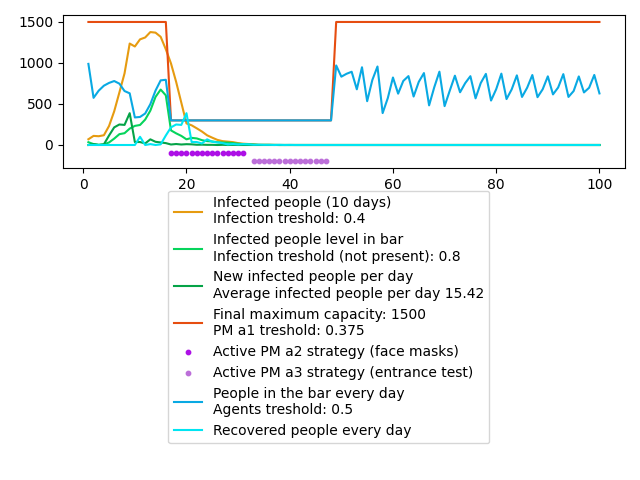 1500
1000
500
0
0 20 40 60 80 100
Infected people (10 days)
Infection treshold: 0.4
Infected people level in bar
Infection treshold (not present): 0.8
New infected people per day
Average infected people per day 15.42
Final maximum capacity: 1500
PM a1 treshold: 0.375
Active PM a2 strategy (face masks)
Active PM a3 strategy (entrance test)
People in the bar every day
Agents treshold: 0.5
Recovered people every day